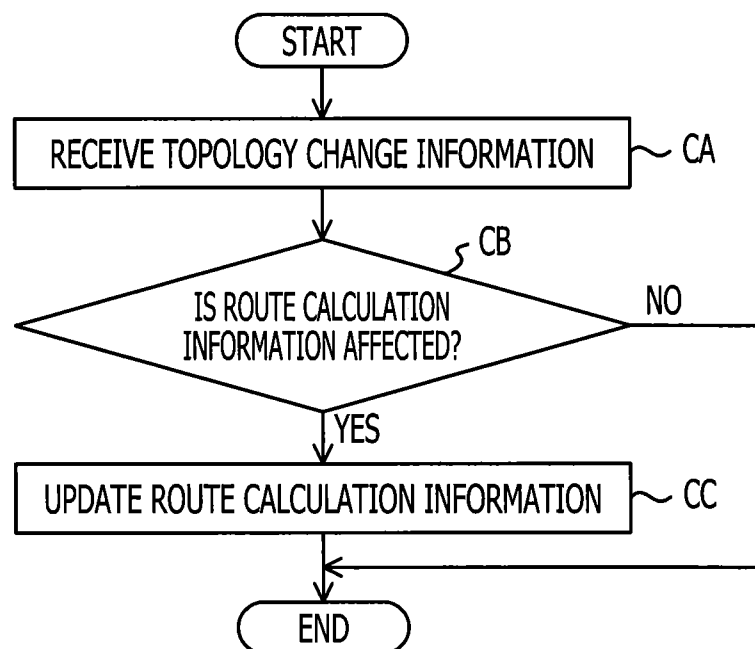 START
RECEIVE TOPOLOGY CHANGE INFORMATION
CA
CB
IS ROUTE CALCULATION
INFORMATION AFFECTED?
NO
YES
UPDATE ROUTE CALCULATION INFORMATION
CC
END